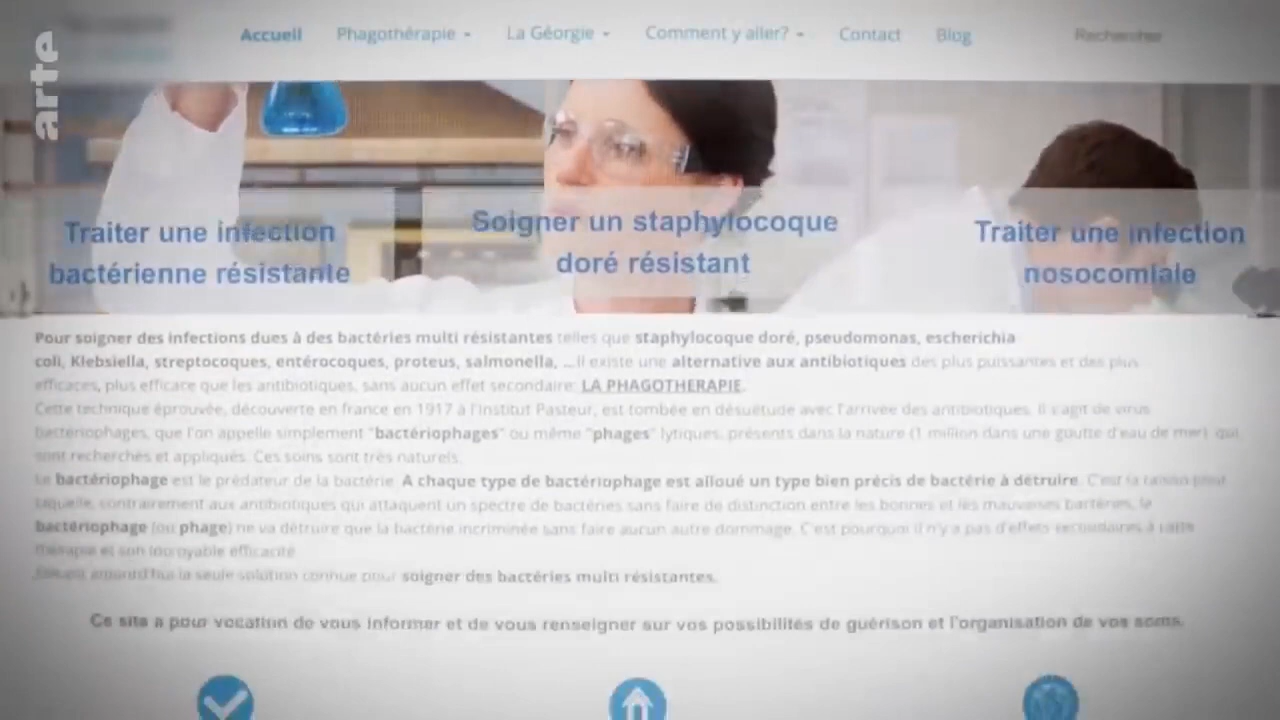 arte
Accueil Phagothérapie La Géorgie Comment y aller? Contact Blog Rechercher
Traiter une infection
bactérienne résistante
Soigner un staphylocoque
doré résistant
Traiter une infection
nosocomiale
Pour soigner des infections dues à des bactéries multi résistantes telles que staphylocoque doré, pseudomonas, escherichia
coli, Klebsiella, streptocoques, entérocoques, proteus, salmonella, ...il existe une alternative aux antibiotiques des plus puissantes et des plus
efficaces, plus efficace que les antibiotiques, sans aucun effet secondaire: LA PHAGOTHERAPIE.
Cette technique éprouvée, découverte en france en 1917 à l'Institut Pasteur, est tombée en désuétude avec l'arrivée des antibiotiques. Il s'agit de virus
bactériophages, que l'on appelle simplement "bactériophages" ou même "phages" lytiques, présents dans la nature (1 million dans une goutte d'eau de mer), qui
sont recherchés et appliqués. Ces soins sont très naturels.
Le bactériophage est le prédateur de la bactérie. A chaque type de bactériophage est alloué un type bien précis de bactérie à détruire. C'est la raison pour
laquelle, contrairement aux antibiotiques qui attaquent un spectre de bactéries sans faire de distinction entre les bonnes et les mauvaises bactéries, le
bactériophage (ou phage) ne va détruire que la bactérie incriminée sans faire aucun autre dommage. C'est pourquoi il n'y a pas d'effets secondaires à cette
thérapie et son incroyable efficacité.
aujourd'hui la seule solution connue pour soigner des bactéries multi résistantes.
Ce site a pour vocation de vous informer et de vous renseigner sur vos possibilités de guérison et l'organisation de vos soins.